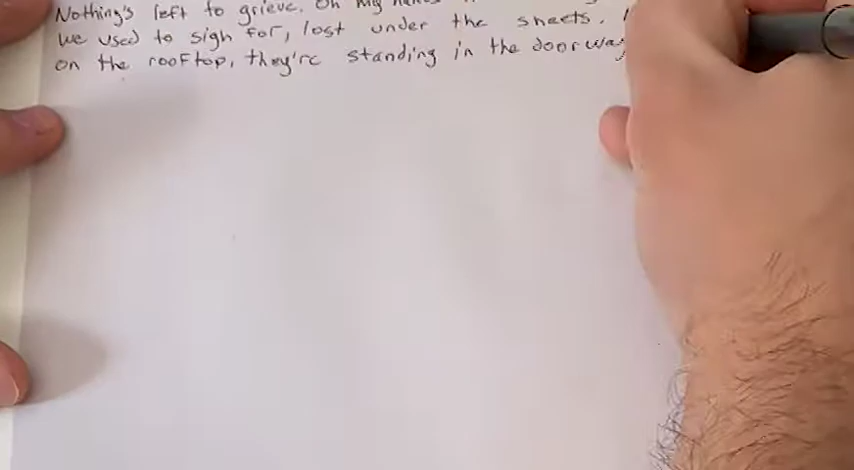 Nothing's left to grieve. On my
we used to sigh for, lost under the sheets.
on the rooftop, they're standing in the doorway